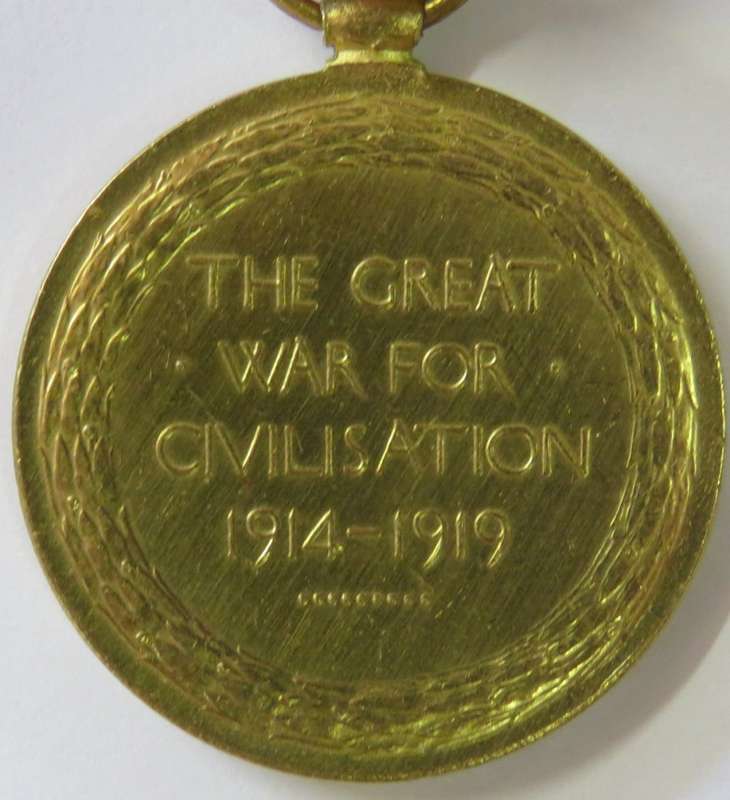 THE GREAT
· WAR FOR ·
CIVILISATION
1914-1919